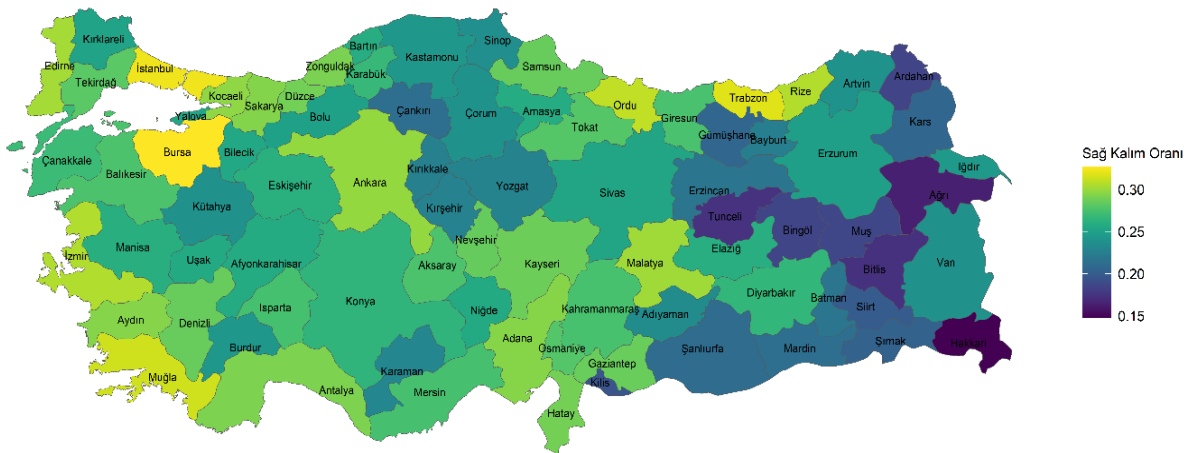 Kırklareli
Edirne
Tekirdağ
İstanbul
Kocaeli
Yalova
Sakarya
Düzce
Zonguldak
Bartın
Karabük
Kastamonu
Sinop
Samsun
Çankırı
Çorum
Amasya
Tokat
Ordu
Giresun
Trabzon
Rize
Artvin
Ardahan
Kars
Gümüşhane
Bayburt
Erzurum
Iğdır
Ağrı
Çanakkale
Balıkesir
Bursa
Bilecik
Bolu
Eskişehir
Ankara
Kırıkkale
Kırşehir
Yozgat
Sivas
Erzincan
Tunceli
Bingöl
Muş
Bitlis
Van
Kütahya
Manisa
İzmir
Uşak
Afyonkarahisar
Nevşehir
Aksaray
Kayseri
Malatya
Elazığ
Diyarbakır
Batman
Siirt
Aydın
Denizli
Isparta
Konya
Niğde
Kahramanmaraş
Adıyaman
Şanlıurfa
Mardin
Şırnak
Hakkari
Muğla
Burdur
Antalya
Karaman
Mersin
Adana
Osmaniye
Gaziantep
Kilis
Hatay
Sağ Kalım Oranı
0.30
0.25
0.20
0.15